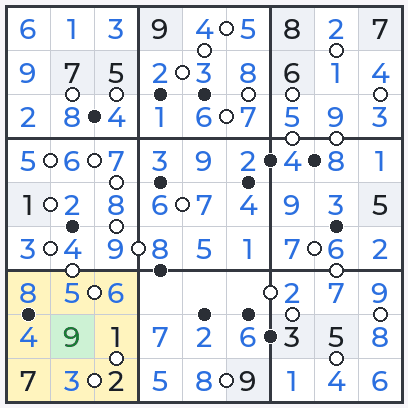 6 1 3 9 4 5 8 2 7
9 7 5 2 3 8 6 1 4
2 8 4 1 6 7 5 9 3
5 6 7 3 9 2 4 8 1
1 2 8 6 7 4 9 3 5
3 4 9 8 5 1 7 6 2
8 5 6 2 7 9
4 9 1 7 2 6 3 5 8
7 3 2 5 8 9 1 4 6